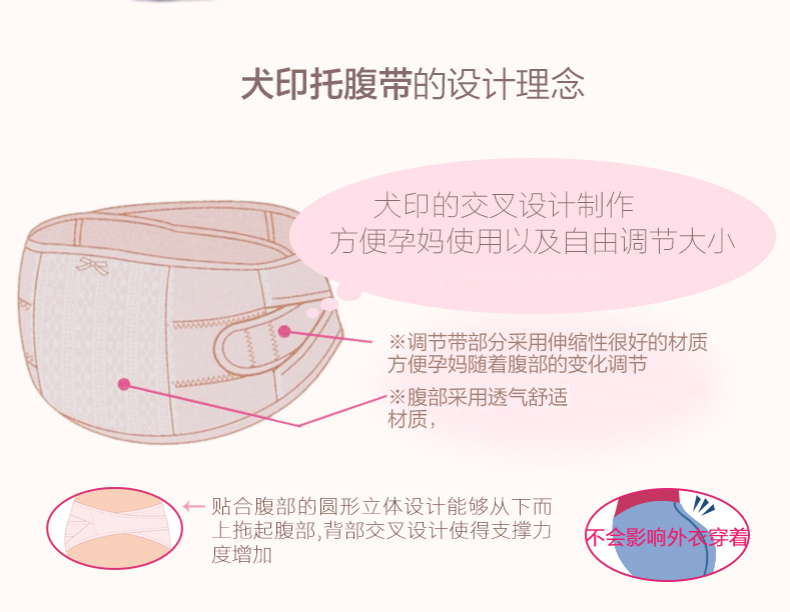 犬印托腹带的设计理念
犬印的交叉设计制作
方便孕妈使用以及自由调节大小
※调节带部分采用伸缩性很好的材质
方便孕妈随着腹部的变化调节
※腹部采用透气舒适
材质，
←贴合腹部的圆形立体设计能够从下而
上拖起腹部,背部交叉设计使得支撑力
度增加
不会影响外衣穿着